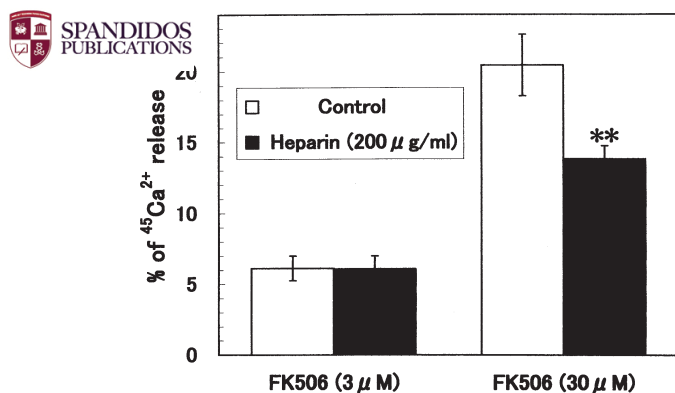 SPANDIDOS
PUBLICATIONS
20
15
10
5
0
% of ⁴⁵Ca²⁺ release
Control
Heparin (200 μ g/ml)
**
FK506 (3 μ M)
FK506 (30 μ M)